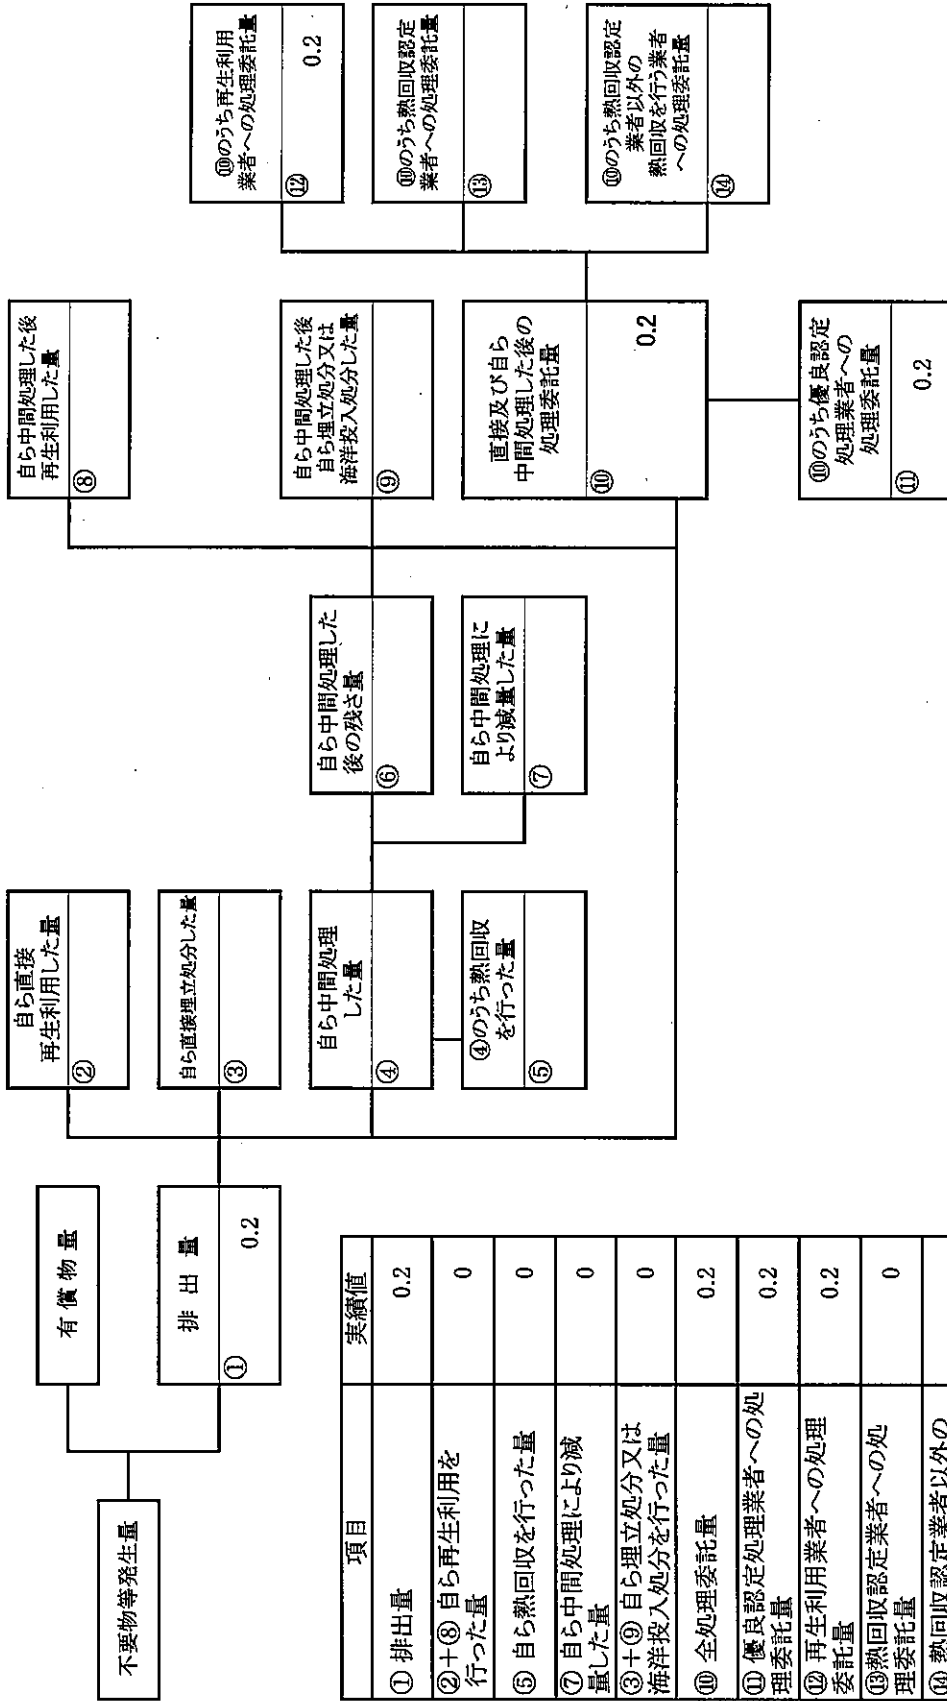 不要物等発生量
有償物量
排出量
①
0.2
自ら直接
再生利用した量
②
自ら直接埋立処分した量
③
自ら中間処理
した量
④
④のうち熱回収
を行った量
⑤
自ら中間処理した
後の残さ量
⑥
自ら中間処理に
より減量した量
⑦
自ら中間処理した後
再生利用した量
⑧
自ら中間処理した後
自ら埋立処分又は
海洋投入処分した量
⑨
直接及び自ら
中間処理した後の
処理委託量
⑩
0.2
⑩のうち優良認定
処理業者への
処理委託量
⑪
0.2
⑩のうち再生利用
業者への処理委託量
⑫
0.2
⑩のうち熱回収認定
業者への処理委託量
⑬
⑩のうち熱回収認定
業者以外の
熱回収を行う業者
への処理委託量
⑭
項目 実績値
① 排出量 0.2
②+⑧ 自ら再生利用を
行った量 0
⑤ 自ら熱回収を行った量 0
⑦ 自ら中間処理により減
量した量 0
③+⑨ 自ら埋立処分又は
海洋投入処分を行った量 0
⑩ 全処理委託量 0.2
⑪ 優良認定処理業者への処
理委託量 0.2
⑫ 再生利用業者への処理
委託量 0.2
⑬熱回収認定業者への処
理委託量 0
⑭ 熱回収認定業者以外の